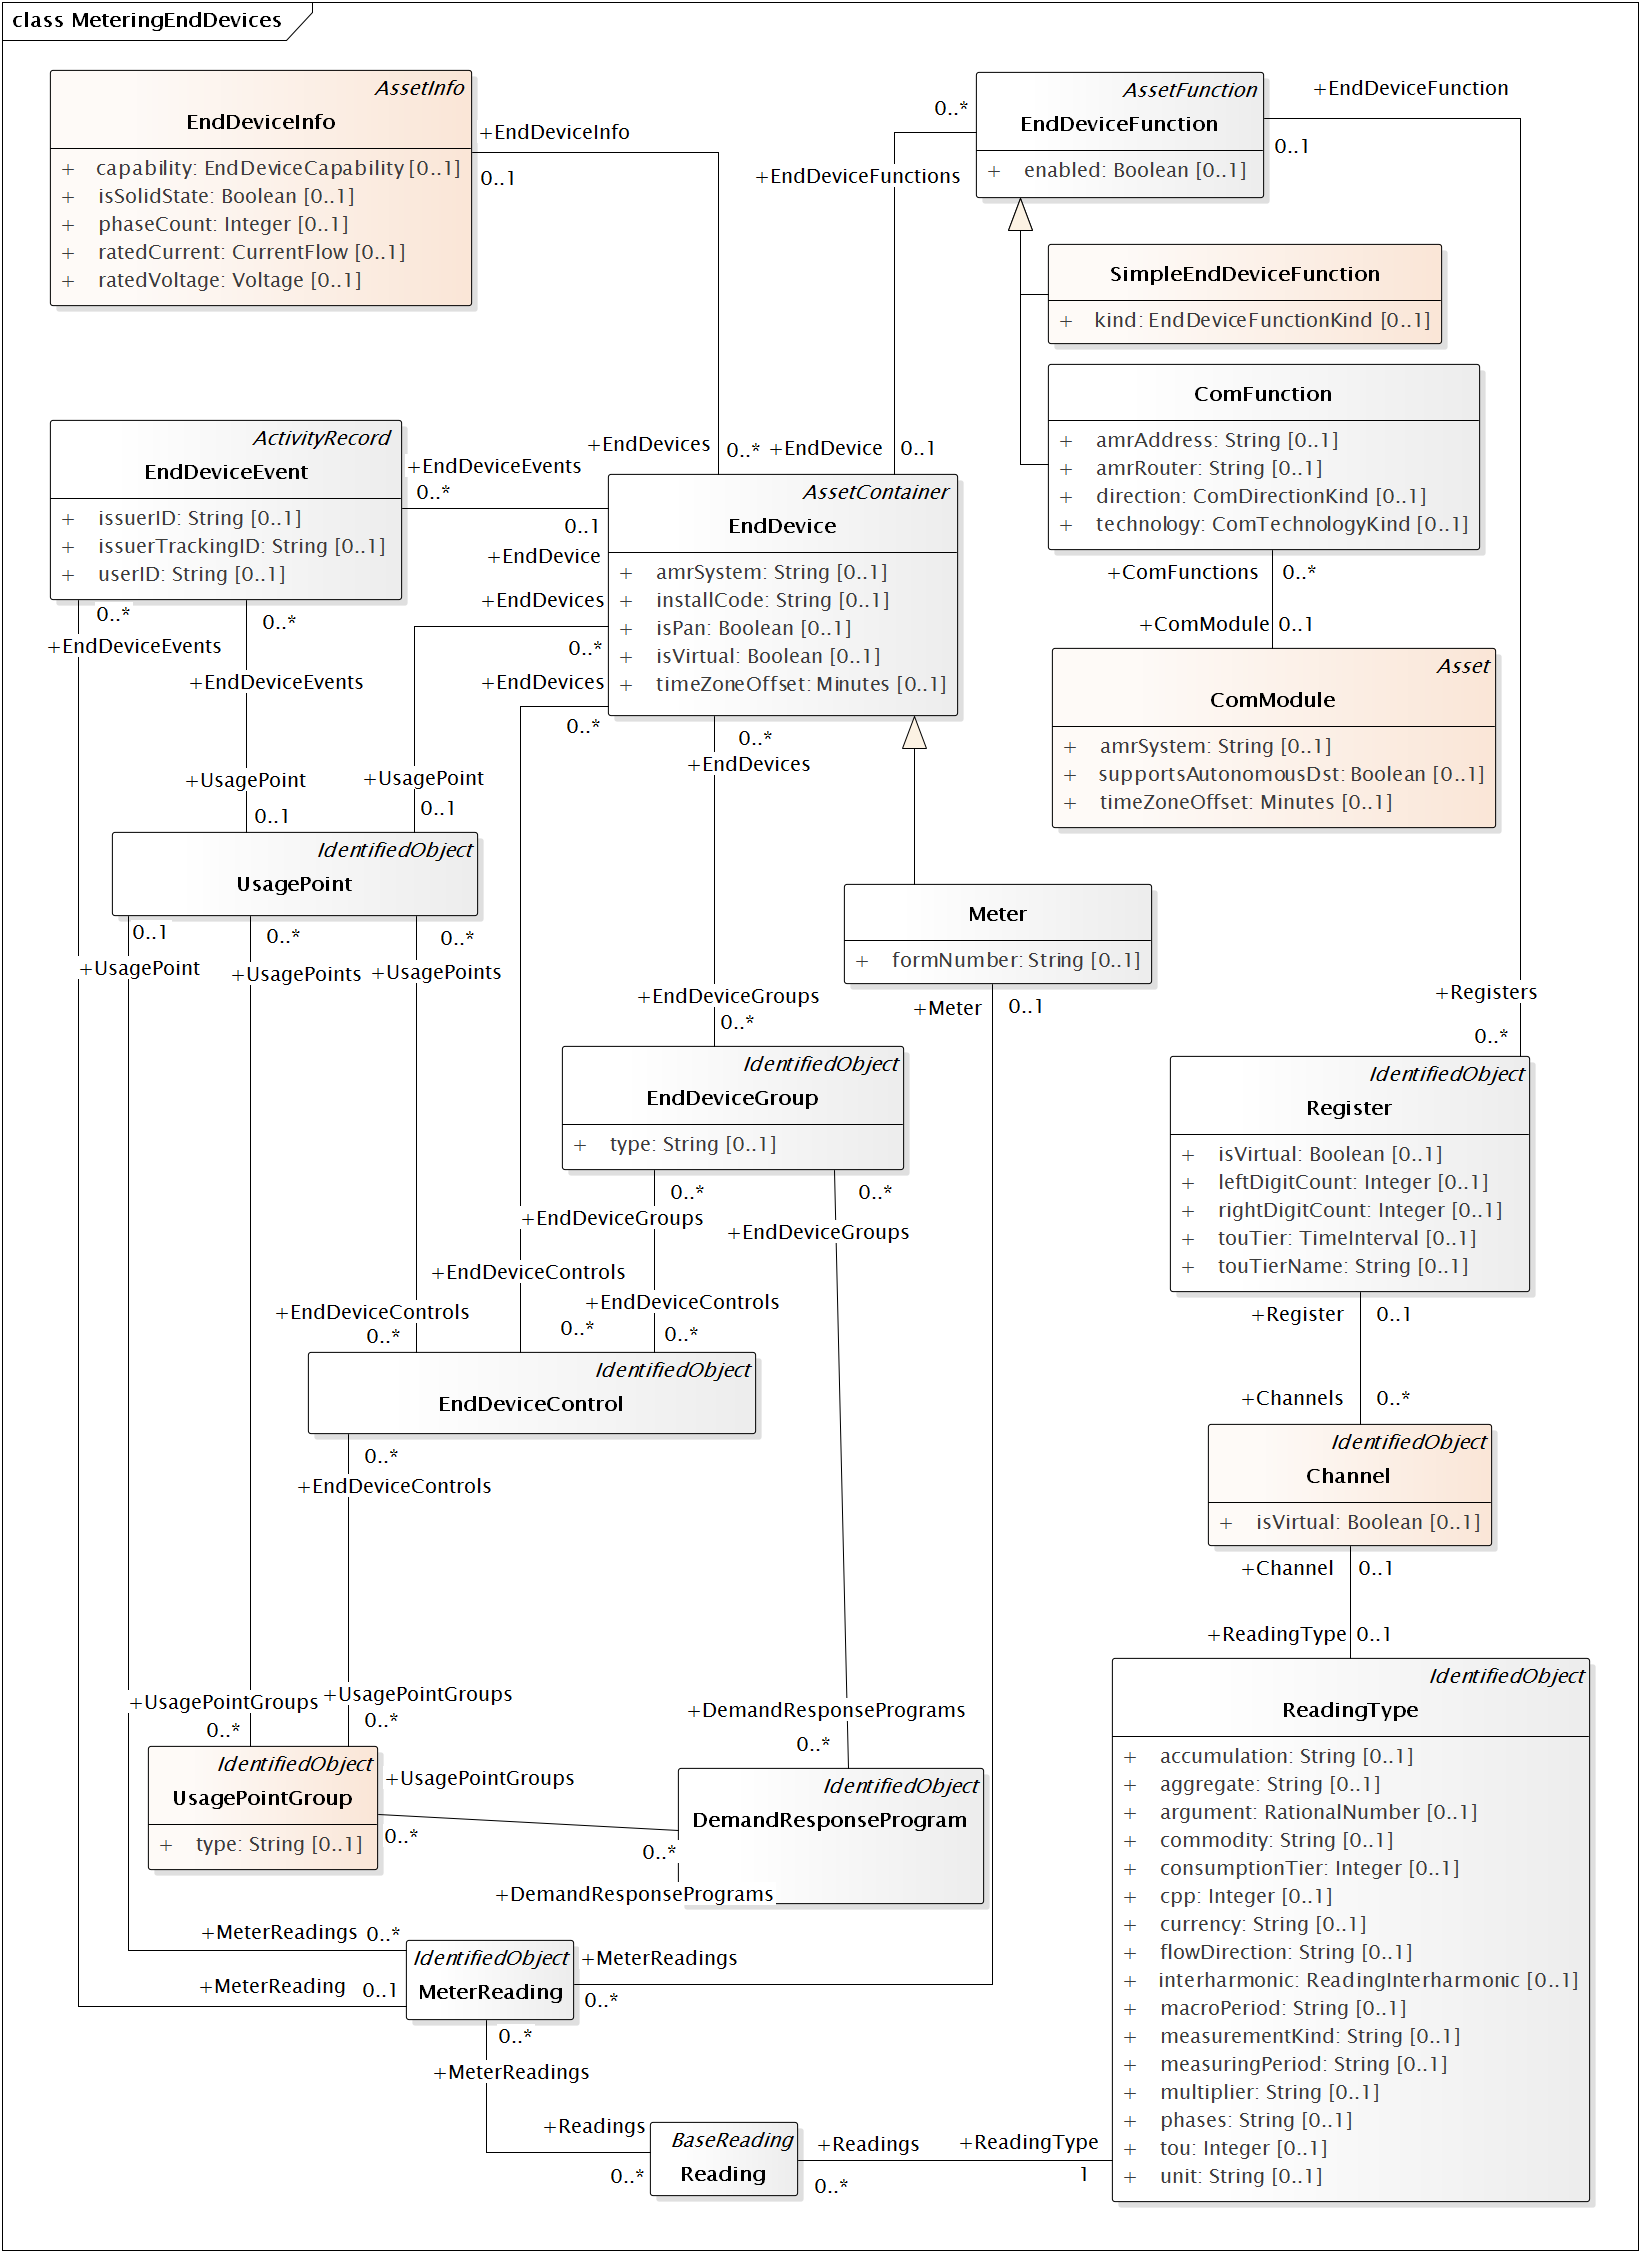 class MeteringEndDevices
AssetInfo
EndDeviceInfo
+ capability: EndDeviceCapability [0..1]
+ isSolidState: Boolean [0..1]
+ phaseCount: Integer [0..1]
+ ratedCurrent: CurrentFlow [0..1]
+ ratedVoltage: Voltage [0..1]
+EndDeviceInfo
0..1
AssetFunction
EndDeviceFunction
+ enabled: Boolean [0..1]
0..*
+EndDeviceFunctions
+EndDeviceFunction
0..1
SimpleEndDeviceFunction
+ kind: EndDeviceFunctionKind [0..1]
ComFunction
+ amrAddress: String [0..1]
+ amrRouter: String [0..1]
+ direction: ComDirectionKind [0..1]
+ technology: ComTechnologyKind [0..1]
+ComFunctions 0..*
+ComModule 0..1
Asset
ComModule
+ amrSystem: String [0..1]
+ supportsAutonomousDst: Boolean [0..1]
+ timeZoneOffset: Minutes [0..1]
ActivityRecord
EndDeviceEvent
+ issuerID: String [0..1]
+ issuerTrackingID: String [0..1]
+ userID: String [0..1]
+EndDeviceEvents
0..*
+EndDevices 0..*
+EndDevice 0..1
0..1
+EndDevice
AssetContainer
EndDevice
+ amrSystem: String [0..1]
+ installCode: String [0..1]
+ isPan: Boolean [0..1]
+ isVirtual: Boolean [0..1]
+ timeZoneOffset: Minutes [0..1]
+EndDevices
0..*
+EndDevices
0..*
0..*
+EndDevices
0..*
+EndDeviceEvents
0..*
+EndDeviceEvents
+UsagePoint
0..1
+UsagePoint
0..1
IdentifiedObject
UsagePoint
0..1
+UsagePoint
0..*
+UsagePoints
0..*
+UsagePoints
Meter
+ formNumber: String [0..1]
+Meter 0..1
+EndDeviceGroups
0..*
IdentifiedObject
EndDeviceGroup
+ type: String [0..1]
0..*
+EndDeviceGroups
0..*
+EndDeviceGroups
+Registers
0..*
IdentifiedObject
Register
+ isVirtual: Boolean [0..1]
+ leftDigitCount: Integer [0..1]
+ rightDigitCount: Integer [0..1]
+ touTier: TimeInterval [0..1]
+ touTierName: String [0..1]
+Register 0..1
+Channels 0..*
+EndDeviceControls
0..*
+EndDeviceControls
0..*
+EndDeviceControls
0..*
IdentifiedObject
EndDeviceControl
0..*
+EndDeviceControls
IdentifiedObject
Channel
+ isVirtual: Boolean [0..1]
+Channel 0..1
+ReadingType 0..1
+UsagePointGroups
0..*
+UsagePointGroups
0..*
+DemandResponsePrograms
0..*
IdentifiedObject
UsagePointGroup
+ type: String [0..1]
+UsagePointGroups
0..*
0..*
+DemandResponsePrograms
IdentifiedObject
DemandResponseProgram
IdentifiedObject
ReadingType
+ accumulation: String [0..1]
+ aggregate: String [0..1]
+ argument: RationalNumber [0..1]
+ commodity: String [0..1]
+ consumptionTier: Integer [0..1]
+ cpp: Integer [0..1]
+ currency: String [0..1]
+ flowDirection: String [0..1]
+ interharmonic: ReadingInterharmonic [0..1]
+ macroPeriod: String [0..1]
+ measurementKind: String [0..1]
+ measuringPeriod: String [0..1]
+ multiplier: String [0..1]
+ phases: String [0..1]
+ tou: Integer [0..1]
+ unit: String [0..1]
+MeterReadings 0..*
+MeterReading 0..1
IdentifiedObject
MeterReading
+MeterReadings
0..*
0..*
+MeterReadings
+Readings
0..*
BaseReading
Reading
+Readings
0..*
+ReadingType
1